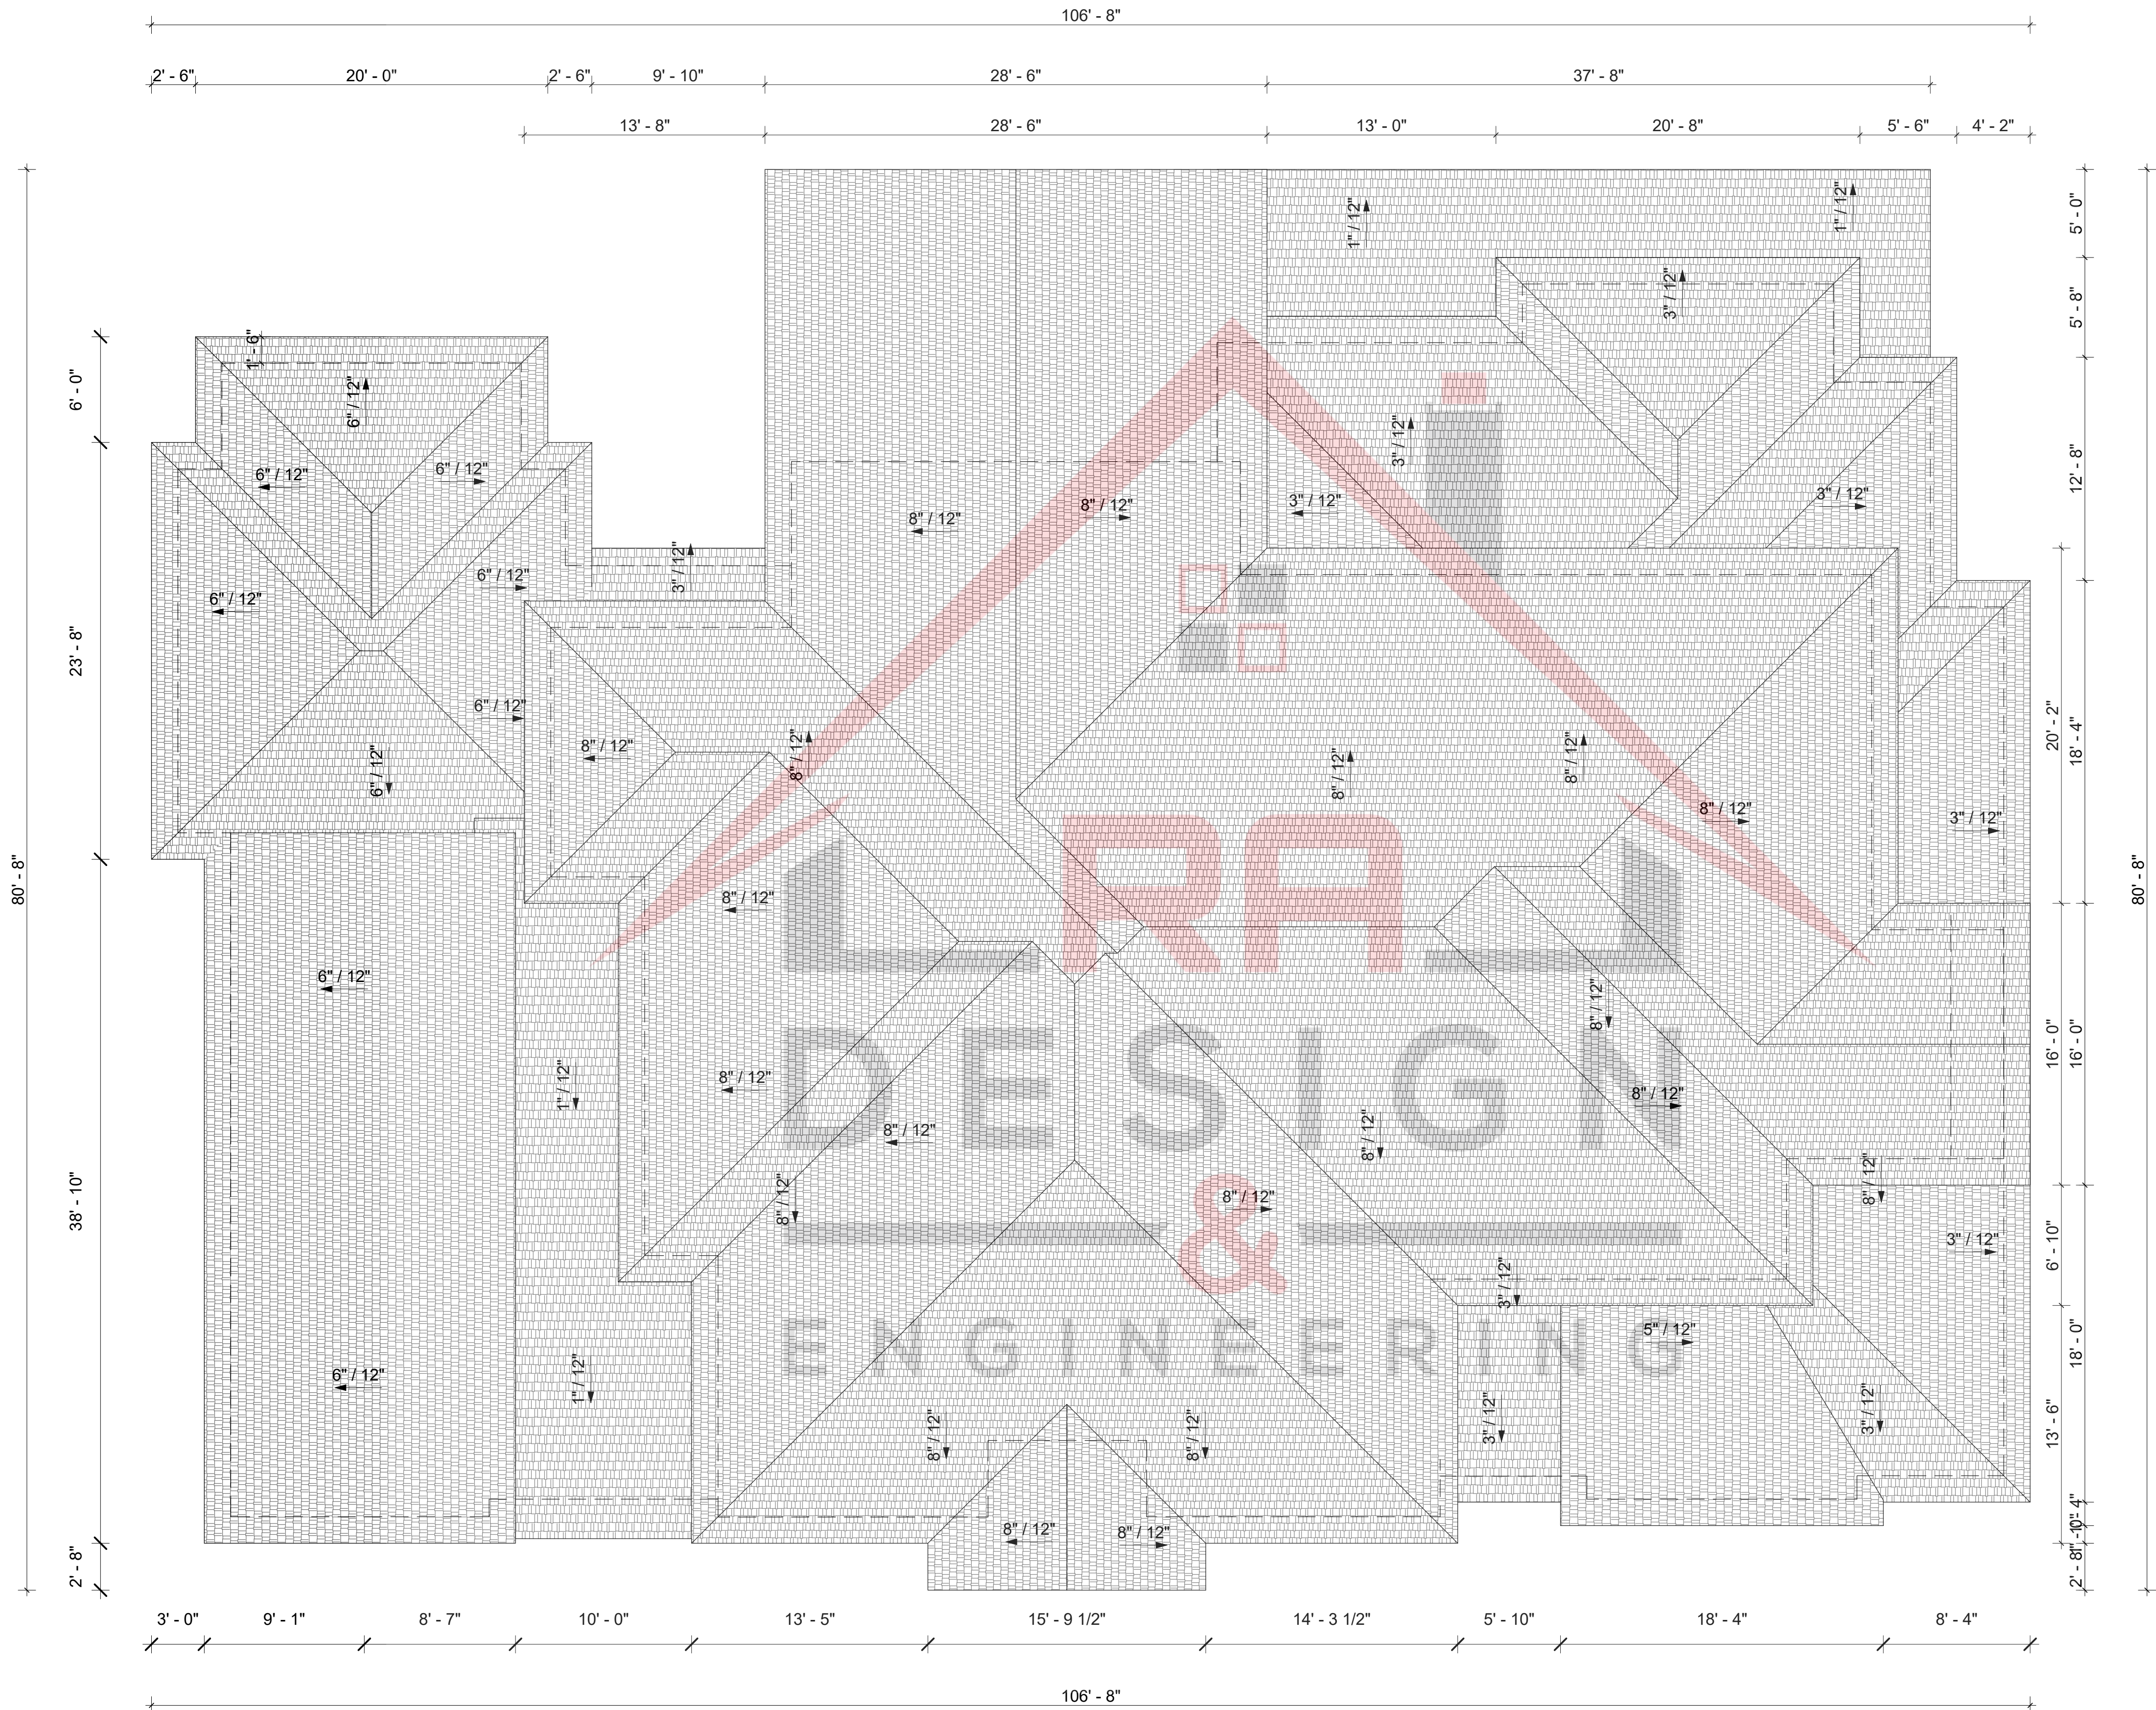 106' - 8"
2' - 6"
20' - 0"
2' - 6"
9' - 10"
28' - 6"
37' - 8"
13' - 8"
28' - 6"
13' - 0"
20' - 8"
5' - 6"
4' - 2"
1" / 12"
1" / 12"
5' - 0"
3" / 12"
5' - 8"
1' - 6"
6" / 12"
6' - 0"
6" / 12"
6" / 12"
3" / 12"
12' - 8"
8" / 12"
8" / 12"
3" / 12"
3" / 12"
3" / 12"
6" / 12"
6" / 12"
23' - 8"
6" / 12"
8" / 12"
6" / 12"
8" / 12"
8" / 12"
8" / 12"
20' - 2"
18' - 4"
8" / 12"
3" / 12"
RA
80' - 8"
80' - 8"
8" / 12"
6" / 12"
8" / 12"
DESIGN
1" / 12"
8" / 12"
8" / 12"
8" / 12"
8" / 12"
16' - 0"
16' - 0"
38' - 10"
8" / 12"
8" / 12"
&
8" / 12"
3" / 12"
6' - 10"
3" / 12"
ENGINEERING
5" / 12"
18' - 0"
6" / 12"
1" / 12"
8" / 12"
8" / 12"
3" / 12"
3" / 12"
13' - 6"
8" / 12"
8" / 12"
2' - 8"
2' - 8"
3' - 0"
9' - 1"
8' - 7"
10' - 0"
13' - 5"
15' - 9 1/2"
14' - 3 1/2"
5' - 10"
18' - 4"
8' - 4"
106' - 8"